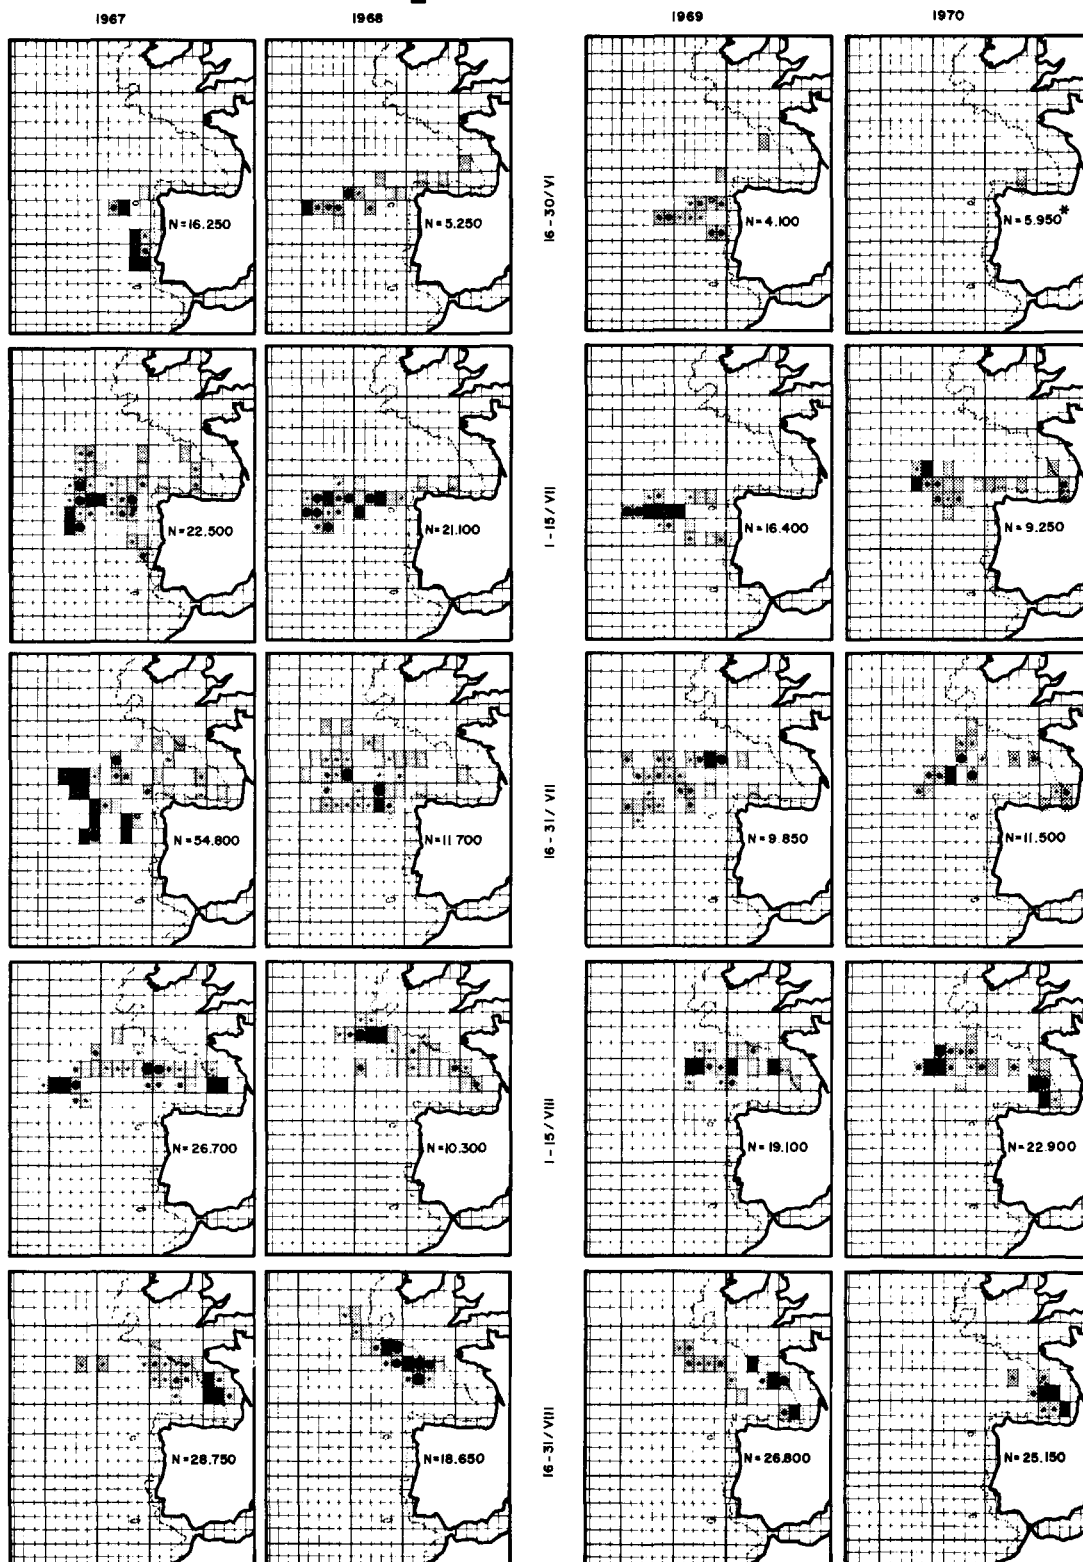 1967 1968 1969 1970
N=16.250 N=5.250 16-30/VI N=4.100 N=5.950*
N=22.500 N=21.100 1-15/VII N=16.400 N=9.250
N=54.800 N=11.700 16-31/VII N=9.850 N=11.500
N=26.700 N=10.300 1-15/VIII N=19.100 N=22.900
N=28.750 N=18.650 16-31/VIII N=26.800 N=25.150